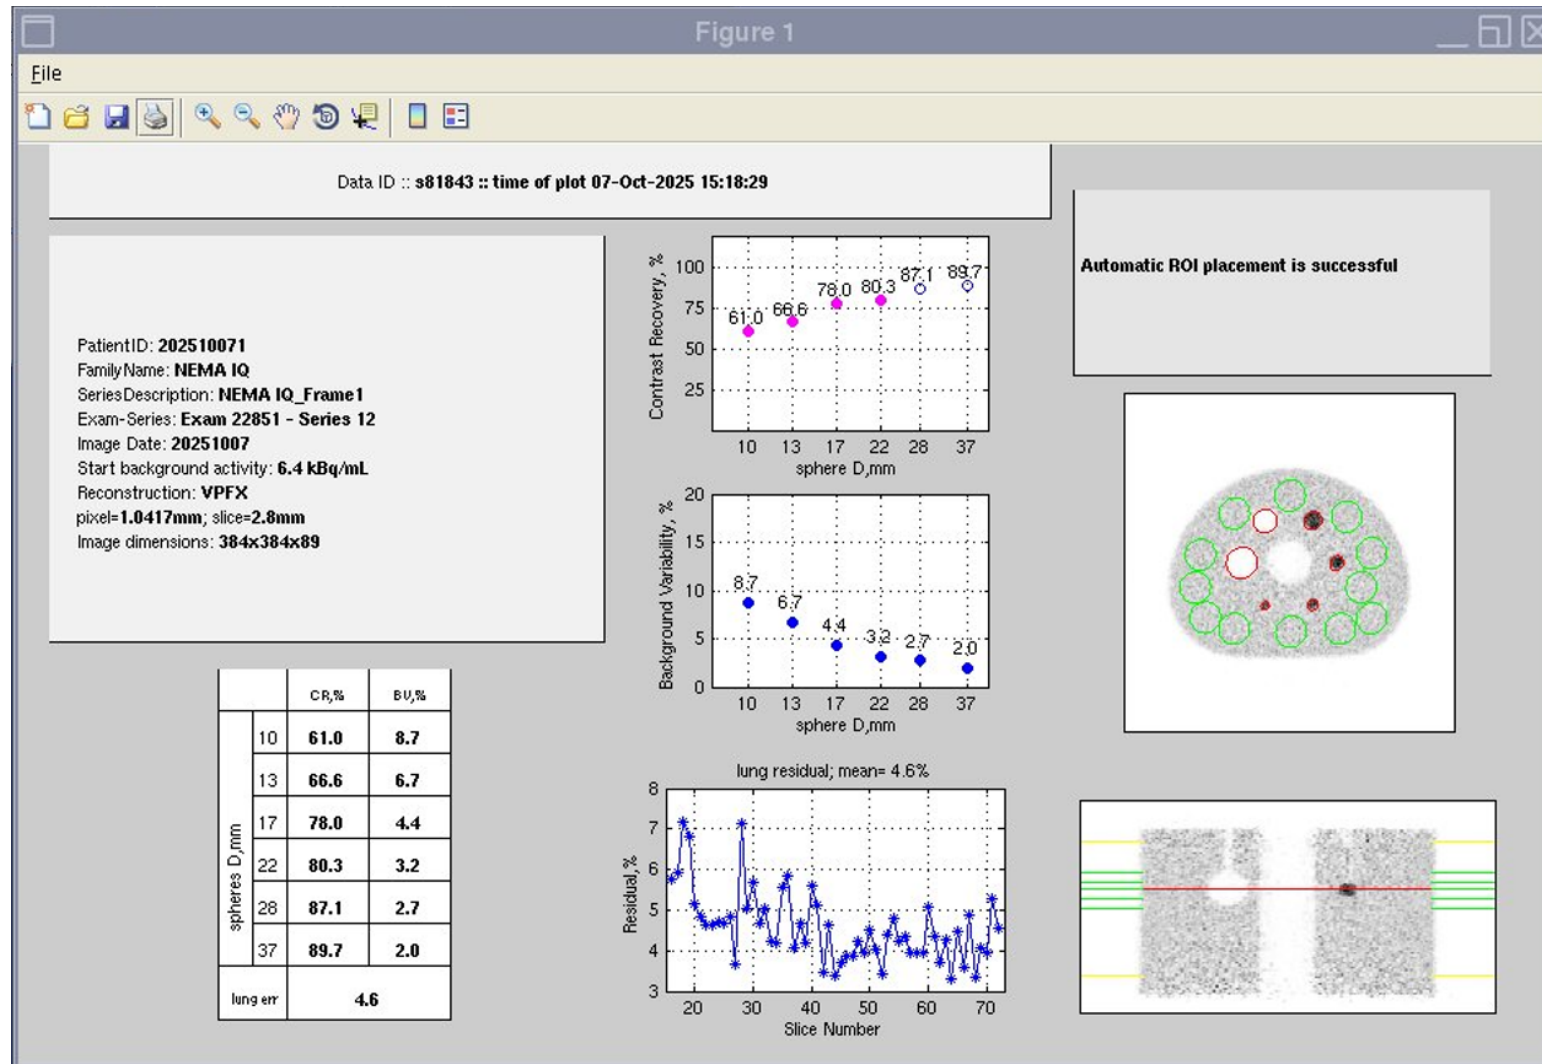 Figure 1
File
Data ID :: s81843 :: time of plot 07-Oct-2025 15:18:29
PatientID: 202510071
FamilyName: NEMA IQ
SeriesDescription: NEMA IQ_Frame1
Exam-Series: Exam 22851 - Series 12
Image Date: 20251007
Start background activity: 6.4 kBq/mL
Reconstruction: VPFX
pixel=1.0417mm; slice=2.8mm
Image dimensions: 384x384x89
CR,% BV,%
spheres D,mm
10 61.0 8.7
13 66.6 6.7
17 78.0 4.4
22 80.3 3.2
28 87.1 2.7
37 89.7 2.0
lung err 4.6
Contrast Recovery, %
100
75
50
25
61.0 66.6 78.0 80.3 87.1 89.7
10 13 17 22 28 37
sphere D,mm
Background Variability, %
20
15
10
5
0
8.7 6.7 4.4 3.2 2.7 2.0
10 13 17 22 28 37
sphere D,mm
lung residual; mean= 4.6%
Residual,%
8
7
6
5
4
3
20 30 40 50 60 70
Slice Number
Automatic ROI placement is successful